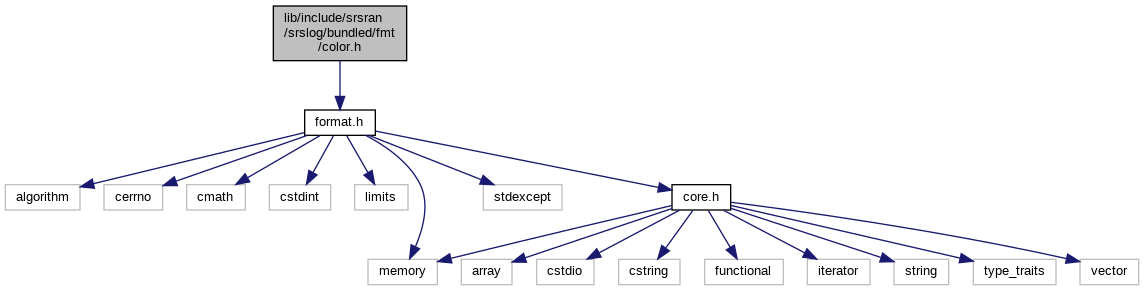 lib/include/srsran
/srslog/bundled/fmt
/color.h
format.h
algorithm
cerrno
cmath
cstdint
limits
stdexcept
core.h
memory
array
cstdio
cstring
functional
iterator
string
type_traits
vector